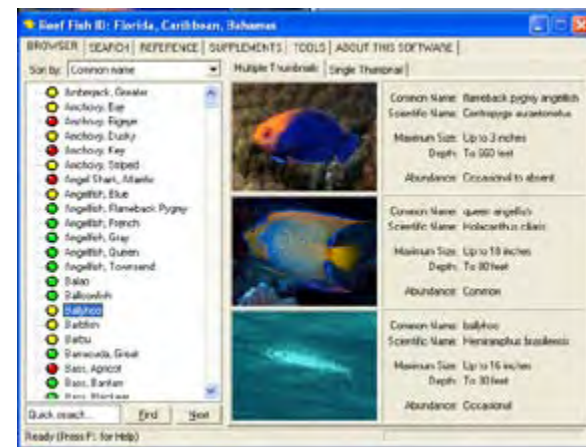 Reef Fish ID: Florida, Caribbean, Bahamas
BROWSER SEARCH REFERENCE SUPPLEMENTS TOOLS ABOUT THIS SOFTWARE
Sort by: Common name
Multiple Thumbnails Single Thumbnail
Amberjack, Greater
Anchovy, Bay
Anchovy, Bigeye
Anchovy, Dusky
Anchovy, Key
Anchovy, Striped
Angel Shark, Atlantic
Angelfish, Blue
Angelfish, Flameback Pygmy
Angelfish, French
Angelfish, Gray
Angelfish, Queen
Angelfish, Townsend
Balao
Balloonfish
Ballyhoo
Barbfish
Barbu
Barracuda, Great
Bass, Apricot
Bass, Bantam
Bass,
Quick search... Find Next
Common Name: flameback pygmy angelfish
Scientific Name: Centropyge aurantonotus
Maximum Size: Up to 3 inches
Depth: To 660 feet
Abundance: Occasional to absent
Common Name: queen angelfish
Scientific Name: Holacanthus ciliaris
Maximum Size: Up to 18 inches
Depth: To 80 feet
Abundance: Common
Common Name: ballyhoo
Scientific Name: Hemiramphus brasiliensis
Maximum Size: Up to 16 inches
Depth: To 30 feet
Abundance: Occasional
Ready (Press F1 for Help)